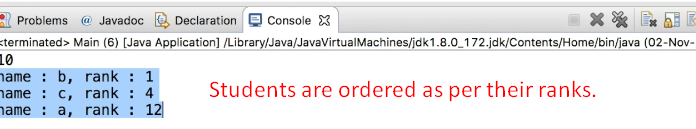 Problems @ Javadoc Declaration Console
<terminated> Main (6) [Java Application] /Library/Java/JavaVirtualMachines/jdk1.8.0_172.jdk/Contents/Home/bin/java (02-Nov-
10
name : b, rank : 1
name : c, rank : 4
name : a, rank : 12
Students are ordered as per their ranks.